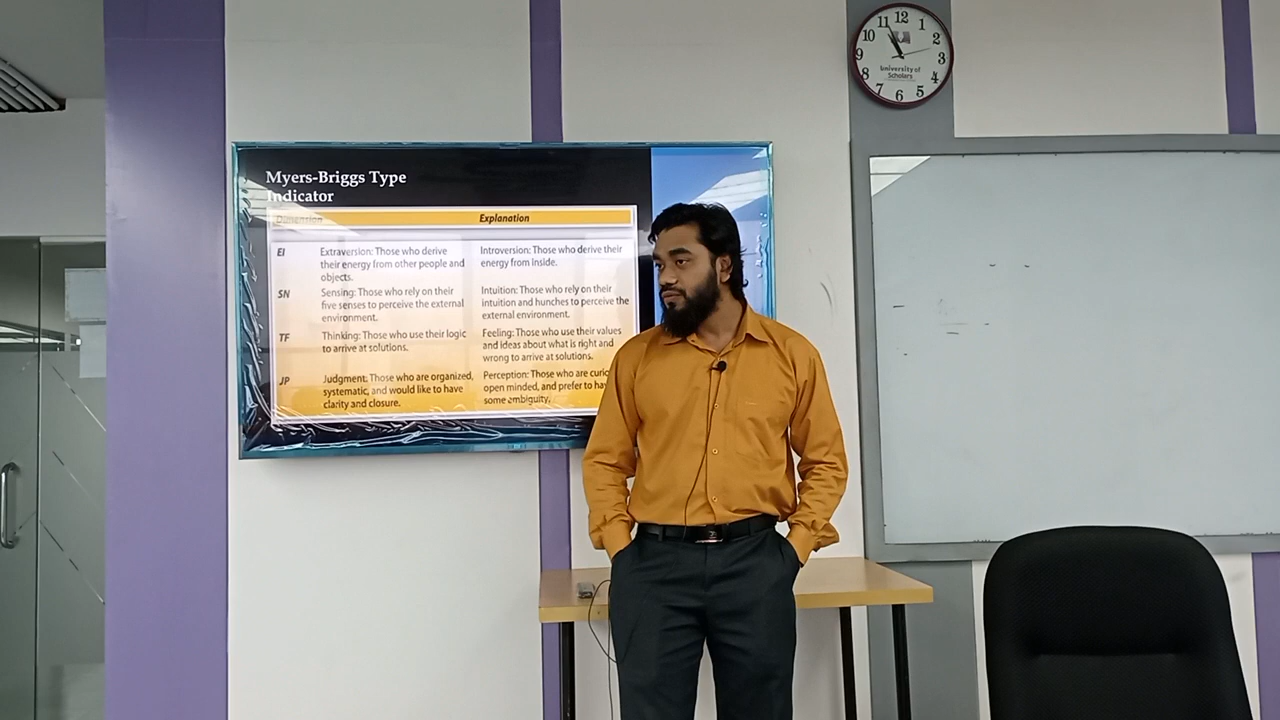 12
11
1
10
2
9
3
8
4
7
5
6
University of
Scholars
Myers-Briggs Type
Indicator
Dimension
Explanation
EI
Extraversion: Those who derive
their energy from other people and
objects.
Introversion: Those who derive their
energy from inside.
SN
Sensing: Those who rely on their
five senses to perceive the external
environment.
Intuition: Those who rely on their
intuition and hunches to perceive the
external environment.
TF
Thinking: Those who use their logic
to arrive at solutions.
Feeling: Those who use their values
and ideas about what is right and
wrong to arrive at solutions.
JP
Judgment: Those who are organized,
systematic, and would like to have
clarity and closure.
Perception: Those who are
open minded, and prefer to
some ambiguity.